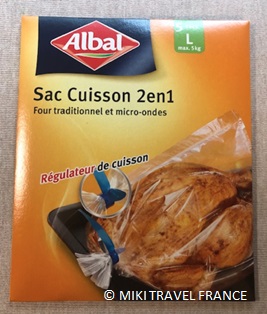 Albal
L
max. 5kg
Sac Cuisson 2en1
Four traditionnel et micro-ondes
Régulateur de cuisson
© MIKI TRAVEL FRANCE